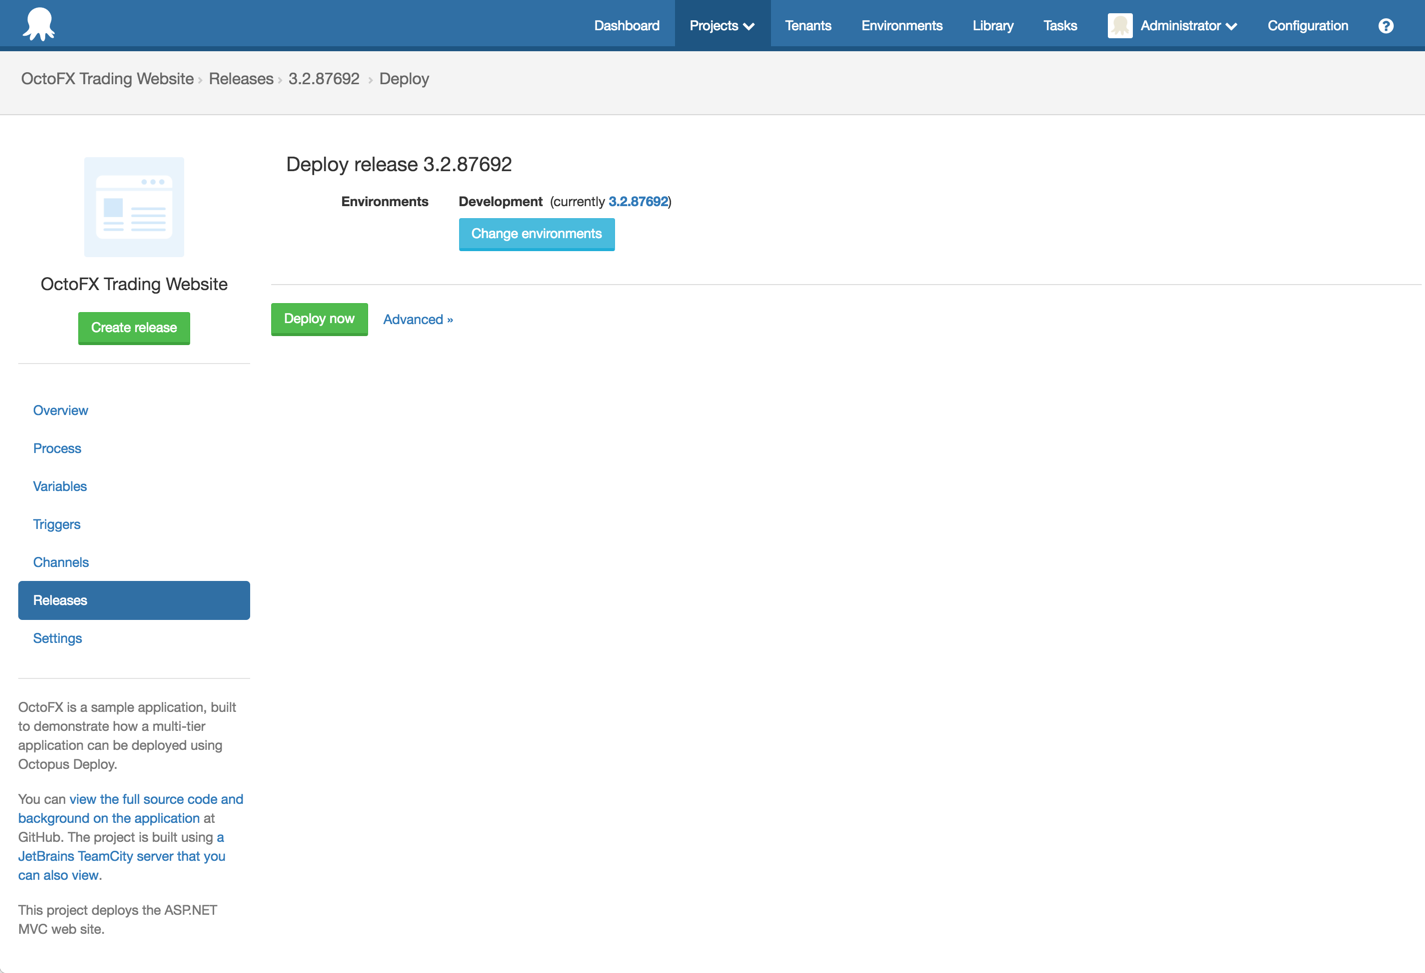 Dashboard Projects Tenants Environments Library Tasks Administrator Configuration ?
OctoFX Trading Website › Releases › 3.2.87692 › Deploy
Deploy release 3.2.87692
Environments Development (currently 3.2.87692)
Change environments
OctoFX Trading Website
Create release
Deploy now Advanced »
Overview
Process
Variables
Triggers
Channels
Releases
Settings
OctoFX is a sample application, built
to demonstrate how a multi-tier
application can be deployed using
Octopus Deploy.
You can view the full source code and
background on the application at
GitHub. The project is built using a
JetBrains TeamCity server that you
can also view.
This project deploys the ASP.NET
MVC web site.